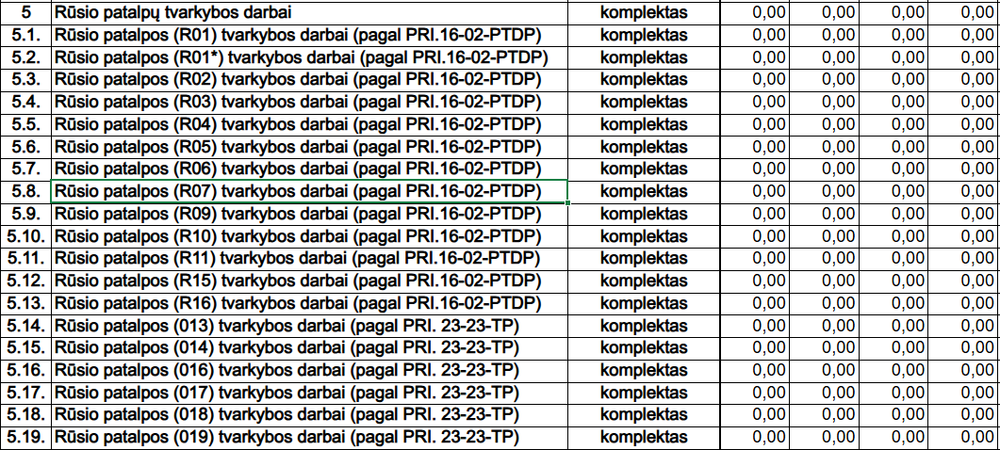 5 Rūsio patalpų tvarkybos darbai komplektas 0,00 0,00 0,00 0,00
5.1. Rūsio patalpos (R01) tvarkybos darbai (pagal PRI.16-02-PTDP) komplektas 0,00 0,00 0,00 0,00
5.2. Rūsio patalpos (R01*) tvarkybos darbai (pagal PRI.16-02-PTDP) komplektas 0,00 0,00 0,00 0,00
5.3. Rūsio patalpos (R02) tvarkybos darbai (pagal PRI.16-02-PTDP) komplektas 0,00 0,00 0,00 0,00
5.4. Rūsio patalpos (R03) tvarkybos darbai (pagal PRI.16-02-PTDP) komplektas 0,00 0,00 0,00 0,00
5.5. Rūsio patalpos (R04) tvarkybos darbai (pagal PRI.16-02-PTDP) komplektas 0,00 0,00 0,00 0,00
5.6. Rūsio patalpos (R05) tvarkybos darbai (pagal PRI.16-02-PTDP) komplektas 0,00 0,00 0,00 0,00
5.7. Rūsio patalpos (R06) tvarkybos darbai (pagal PRI.16-02-PTDP) komplektas 0,00 0,00 0,00 0,00
5.8. Rūsio patalpos (R07) tvarkybos darbai (pagal PRI.16-02-PTDP) komplektas 0,00 0,00 0,00 0,00
5.9. Rūsio patalpos (R09) tvarkybos darbai (pagal PRI.16-02-PTDP) komplektas 0,00 0,00 0,00 0,00
5.10. Rūsio patalpos (R10) tvarkybos darbai (pagal PRI.16-02-PTDP) komplektas 0,00 0,00 0,00 0,00
5.11. Rūsio patalpos (R11) tvarkybos darbai (pagal PRI.16-02-PTDP) komplektas 0,00 0,00 0,00 0,00
5.12. Rūsio patalpos (R15) tvarkybos darbai (pagal PRI.16-02-PTDP) komplektas 0,00 0,00 0,00 0,00
5.13. Rūsio patalpos (R16) tvarkybos darbai (pagal PRI.16-02-PTDP) komplektas 0,00 0,00 0,00 0,00
5.14. Rūsio patalpos (013) tvarkybos darbai (pagal PRI. 23-23-TP) komplektas 0,00 0,00 0,00 0,00
5.15. Rūsio patalpos (014) tvarkybos darbai (pagal PRI. 23-23-TP) komplektas 0,00 0,00 0,00 0,00
5.16. Rūsio patalpos (016) tvarkybos darbai (pagal PRI. 23-23-TP) komplektas 0,00 0,00 0,00 0,00
5.17. Rūsio patalpos (017) tvarkybos darbai (pagal PRI. 23-23-TP) komplektas 0,00 0,00 0,00 0,00
5.18. Rūsio patalpos (018) tvarkybos darbai (pagal PRI. 23-23-TP) komplektas 0,00 0,00 0,00 0,00
5.19. Rūsio patalpos (019) tvarkybos darbai (pagal PRI. 23-23-TP) komplektas 0,00 0,00 0,00 0,00